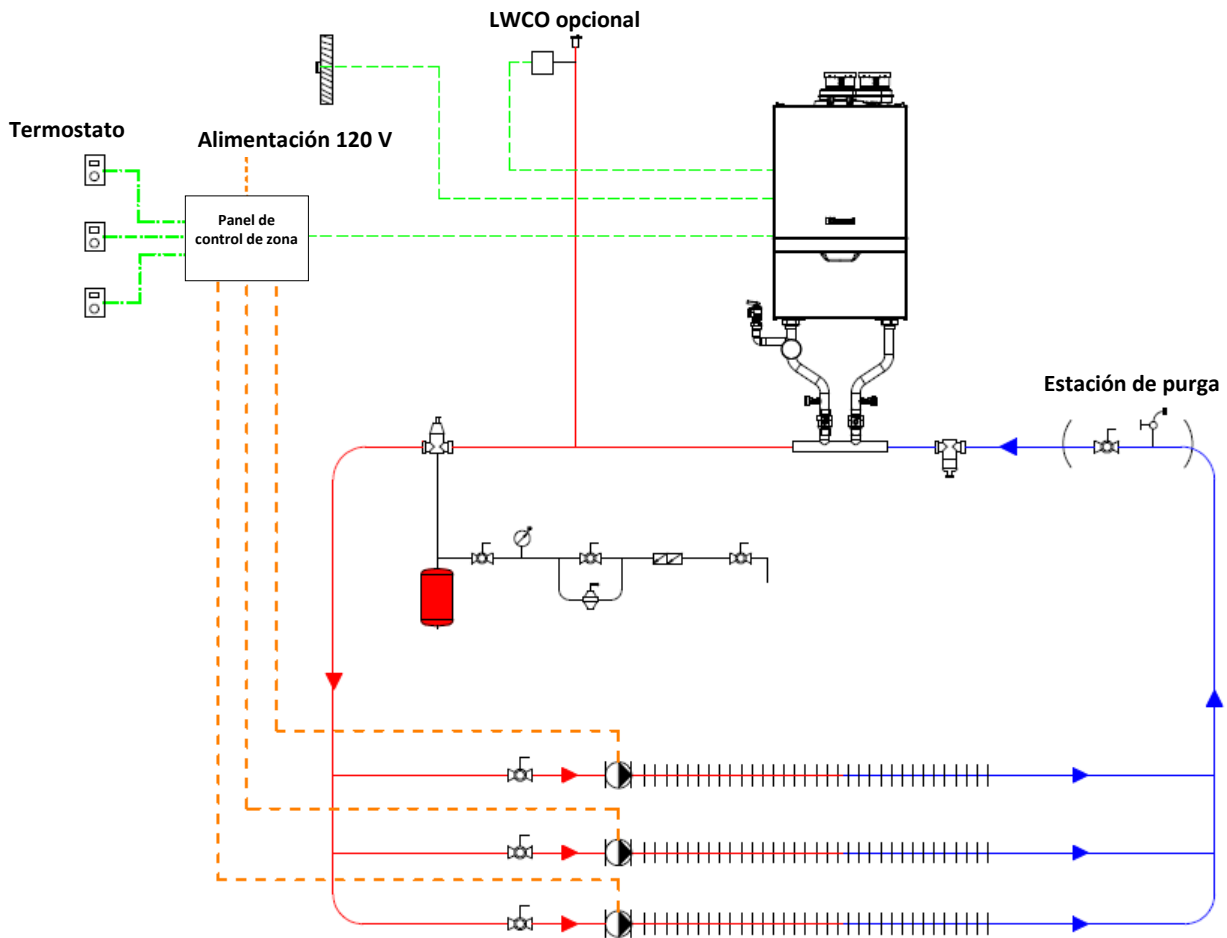 LWCO opcional
Termostato
Alimentación 120 V
Panel de
control de zona
Estación de purga